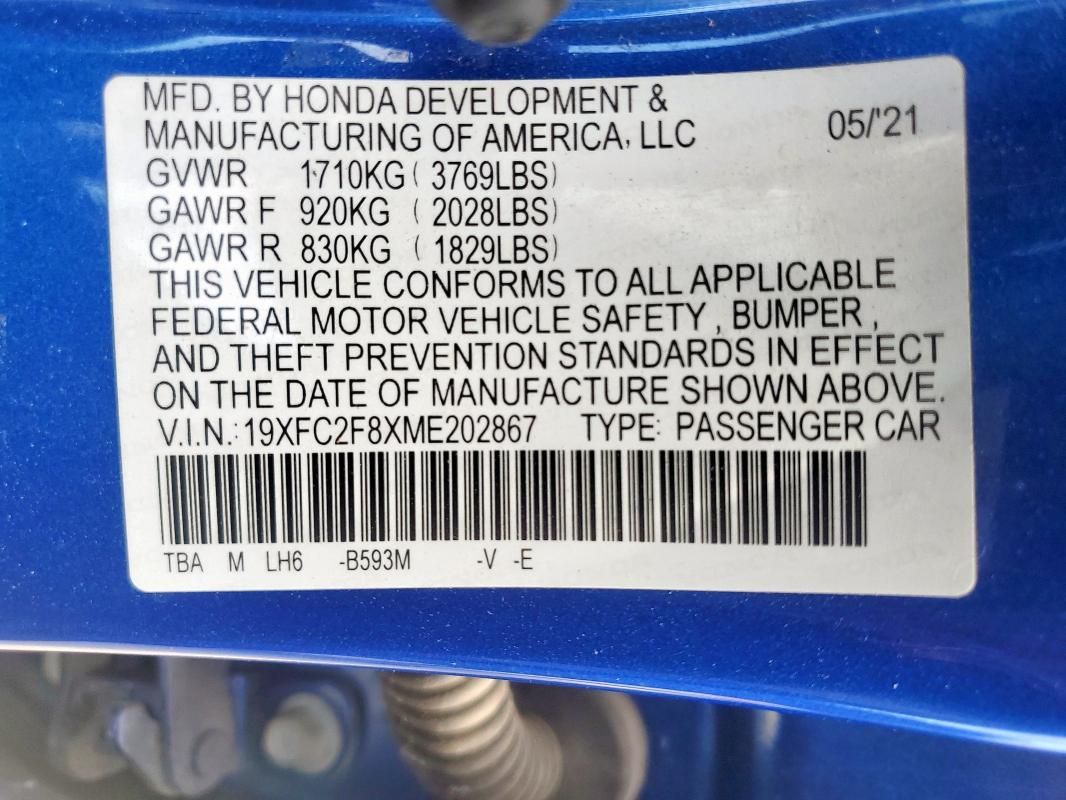 MFD. BY HONDA DEVELOPMENT &
MANUFACTURING OF AMERICA, LLC 05/'21
GVWR 1710KG ( 3769LBS)
GAWR F 920KG ( 2028LBS)
GAWR R 830KG ( 1829LBS)
THIS VEHICLE CONFORMS TO ALL APPLICABLE
FEDERAL MOTOR VEHICLE SAFETY , BUMPER ,
AND THEFT PREVENTION STANDARDS IN EFFECT
ON THE DATE OF MANUFACTURE SHOWN ABOVE.
V.I.N.: 19XFC2F8XME202867 TYPE: PASSENGER CAR
TBA M LH6 -B593M -V -E